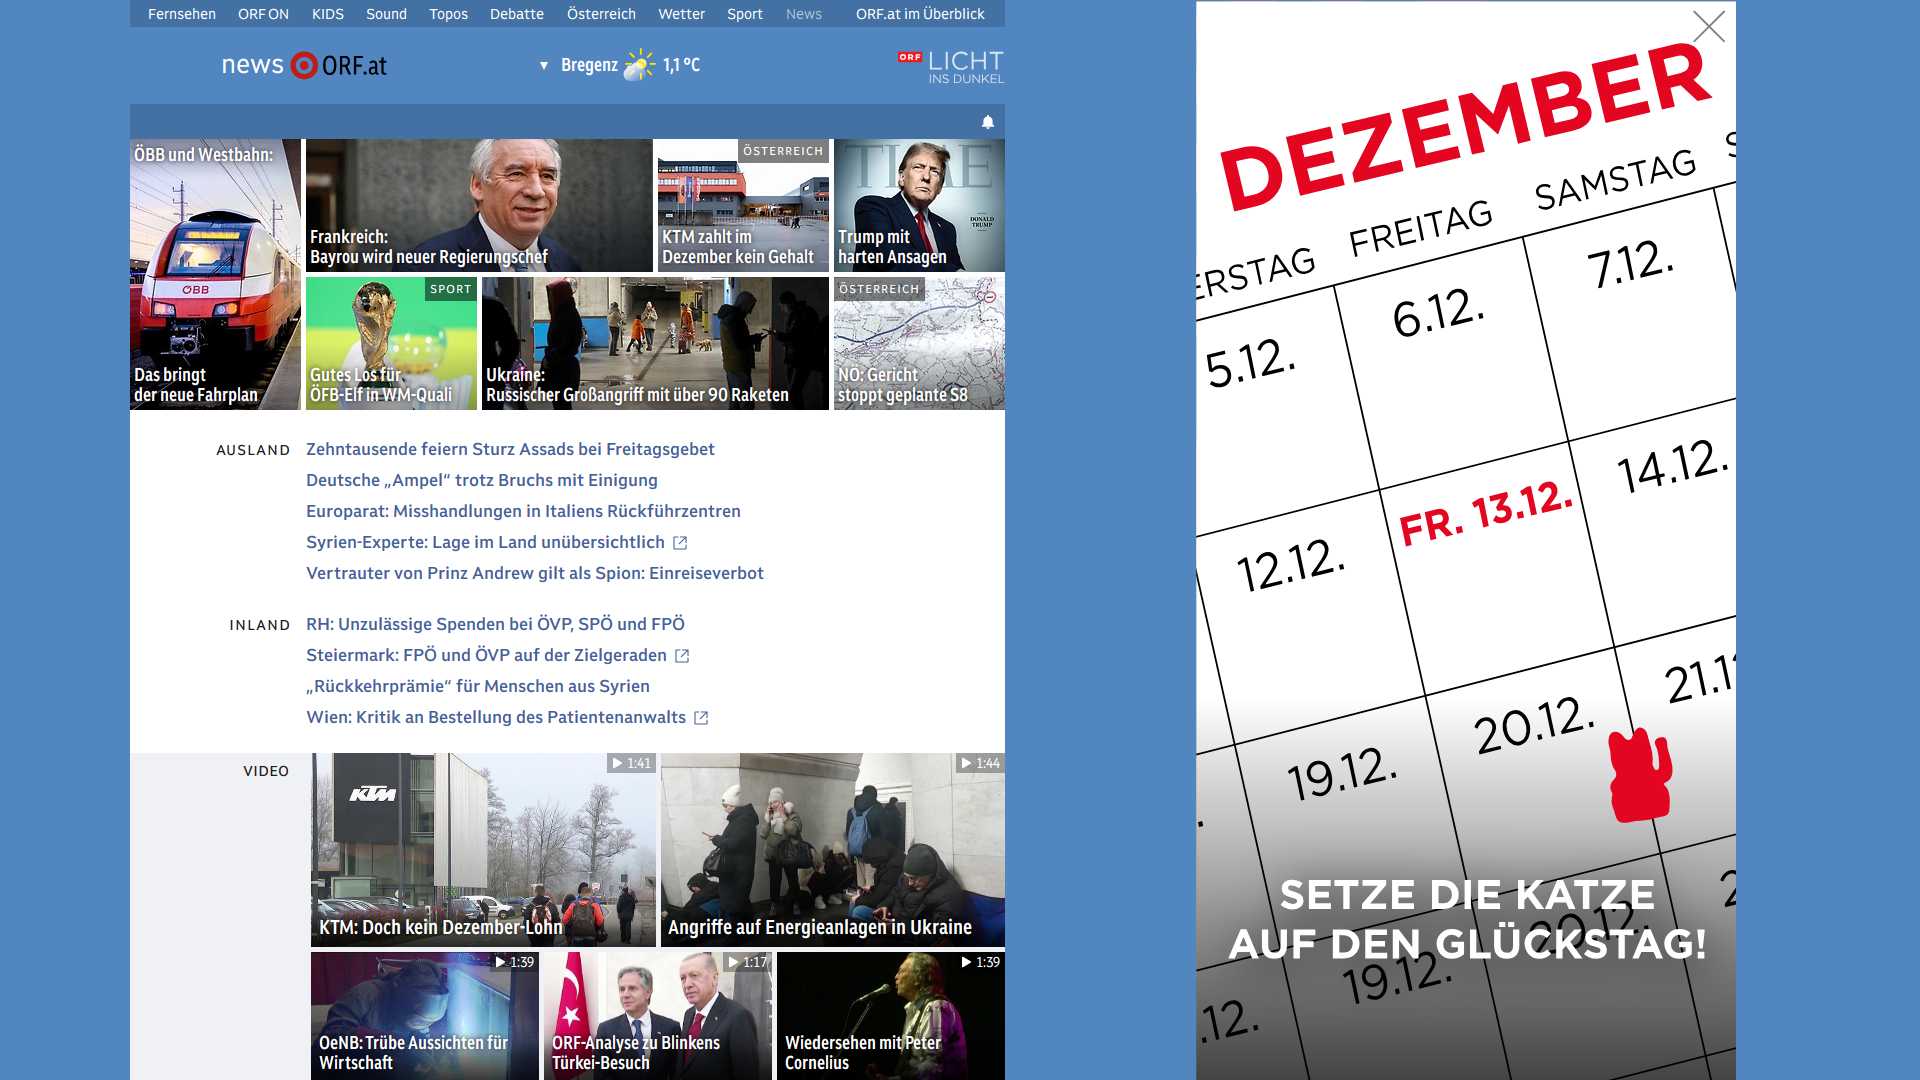 Fernsehen ORF ON KIDS Sound Topos Debatte Österreich Wetter Sport News ORF.at im Überblick
news ORF.at
Bregenz 1,1 °C
ORF LICHT
INS DUNKEL
ÖBB und Westbahn:
ÖBB
Das bringt
der neue Fahrplan
Frankreich:
Bayrou wird neuer Regierungschef
ÖSTERREICH
KTM zahlt im
Dezember kein Gehalt
TIME
DONALD
TRUMP
Trump mit
harten Ansagen
SPORT
Gutes Los für
ÖFB-Elf in WM-Quali
Ukraine:
Russischer Großangriff mit über 90 Raketen
ÖSTERREICH
NÖ: Gericht
stoppt geplante S8
AUSLAND
Zehntausende feiern Sturz Assads bei Freitagsgebet
Deutsche „Ampel“ trotz Bruchs mit Einigung
Europarat: Misshandlungen in Italiens Rückführzentren
Syrien-Experte: Lage im Land unübersichtlich
Vertrauter von Prinz Andrew gilt als Spion: Einreiseverbot
INLAND
RH: Unzulässige Spenden bei ÖVP, SPÖ und FPÖ
Steiermark: FPÖ und ÖVP auf der Zielgeraden
„Rückkehrprämie“ für Menschen aus Syrien
Wien: Kritik an Bestellung des Patientenanwalts
VIDEO
1:41
KTM
KTM: Doch kein Dezember-Lohn
1:44
Angriffe auf Energieanlagen in Ukraine
1:39
OeNB: Trübe Aussichten für
Wirtschaft
1:17
ORF-Analyse zu Blinkens
Türkei-Besuch
1:39
Wiedersehen mit Peter
Cornelius
DEZEMBER
ERSTAG FREITAG SAMSTAG S
5.12. 6.12. 7.12.
12.12. FR. 13.12. 14.12.
19.12. 20.12. 21.1
SETZE DIE KATZE
AUF DEN GLÜCKSTAG!
.12. 19.12. 20.12. 2